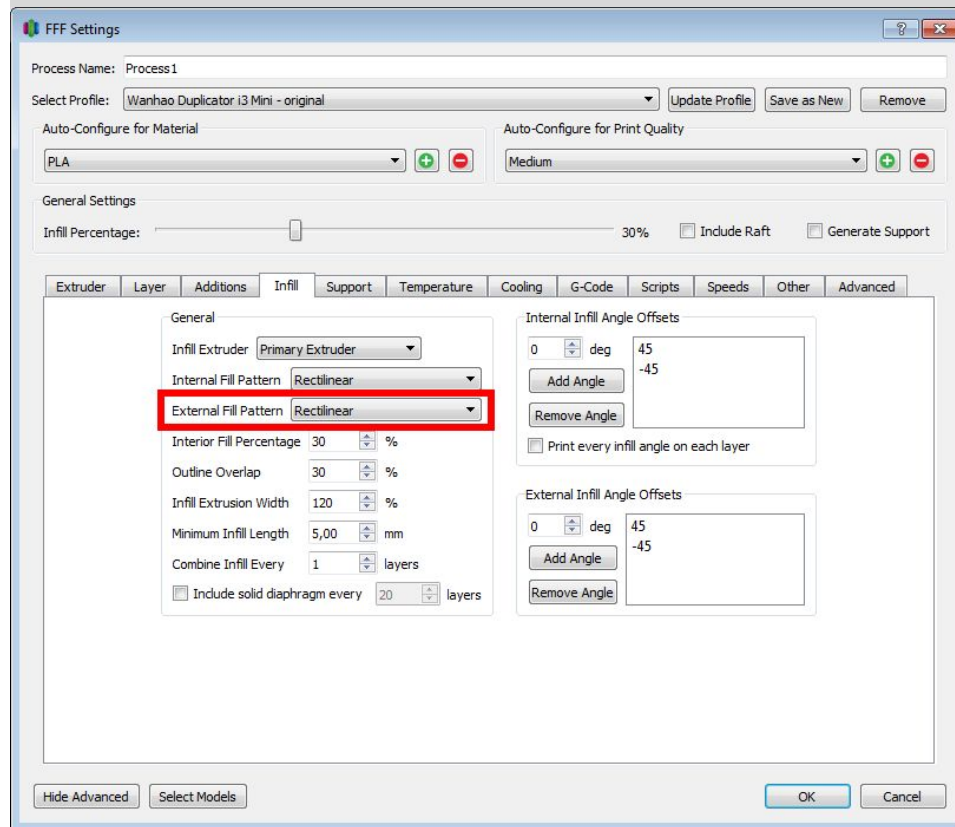 FFF Settings
Process Name: Process1
Select Profile: Wanhao Duplicator i3 Mini - original Update Profile Save as New Remove
Auto-Configure for Material Auto-Configure for Print Quality
PLA Medium
General Settings
Infill Percentage: 30% Include Raft Generate Support
Extruder Layer Additions Infill Support Temperature Cooling G-Code Scripts Speeds Other Advanced
General
Infill Extruder Primary Extruder
Internal Fill Pattern Rectilinear
External Fill Pattern Rectilinear
Interior Fill Percentage 30 %
Outline Overlap 30 %
Infill Extrusion Width 120 %
Minimum Infill Length 5,00 mm
Combine Infill Every 1 layers
Include solid diaphragm every 20 layers
Internal Infill Angle Offsets
0 deg 45
-45
Add Angle
Remove Angle
Print every infill angle on each layer
External Infill Angle Offsets
0 deg 45
-45
Add Angle
Remove Angle
Hide Advanced Select Models OK Cancel